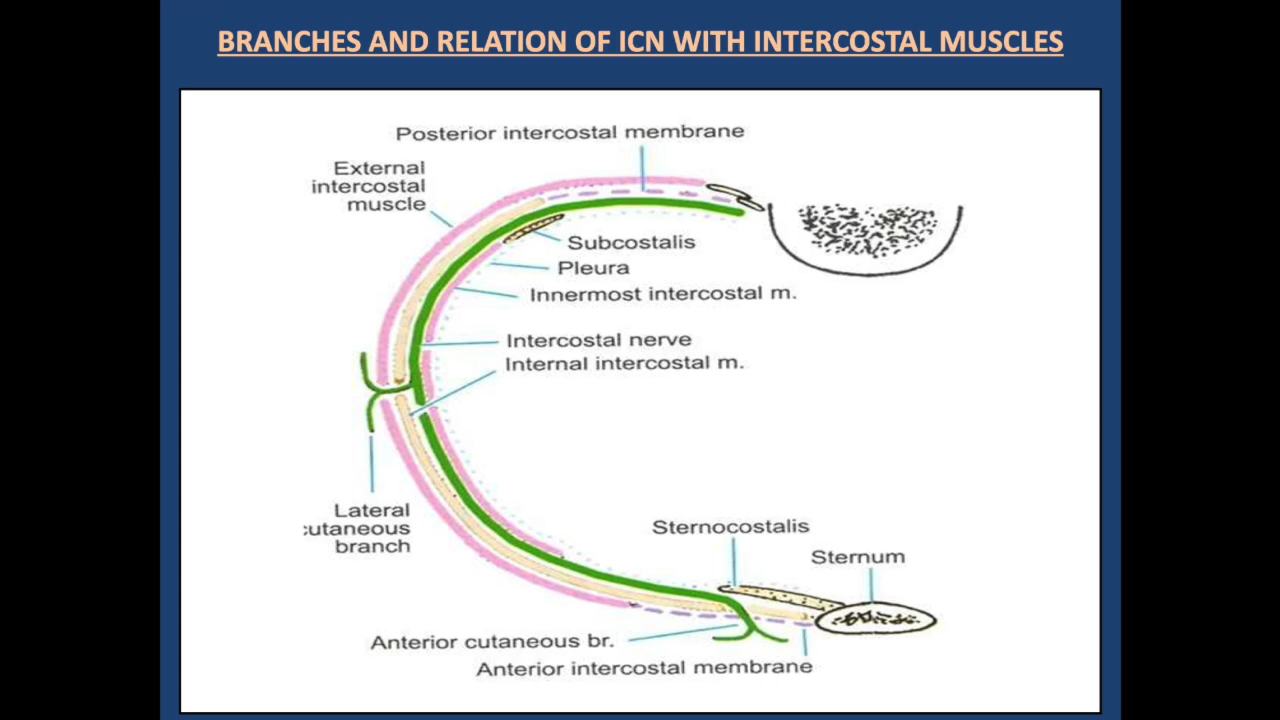 BRANCHES AND RELATION OF ICN WITH INTERCOSTAL MUSCLES
Posterior intercostal membrane
External
intercostal
muscle
Subcostalis
Pleura
Innermost intercostal m.
Intercostal nerve
Internal intercostal m.
Lateral
cutaneous
branch
Sternocostalis
Sternum
Anterior cutaneous br.
Anterior intercostal membrane